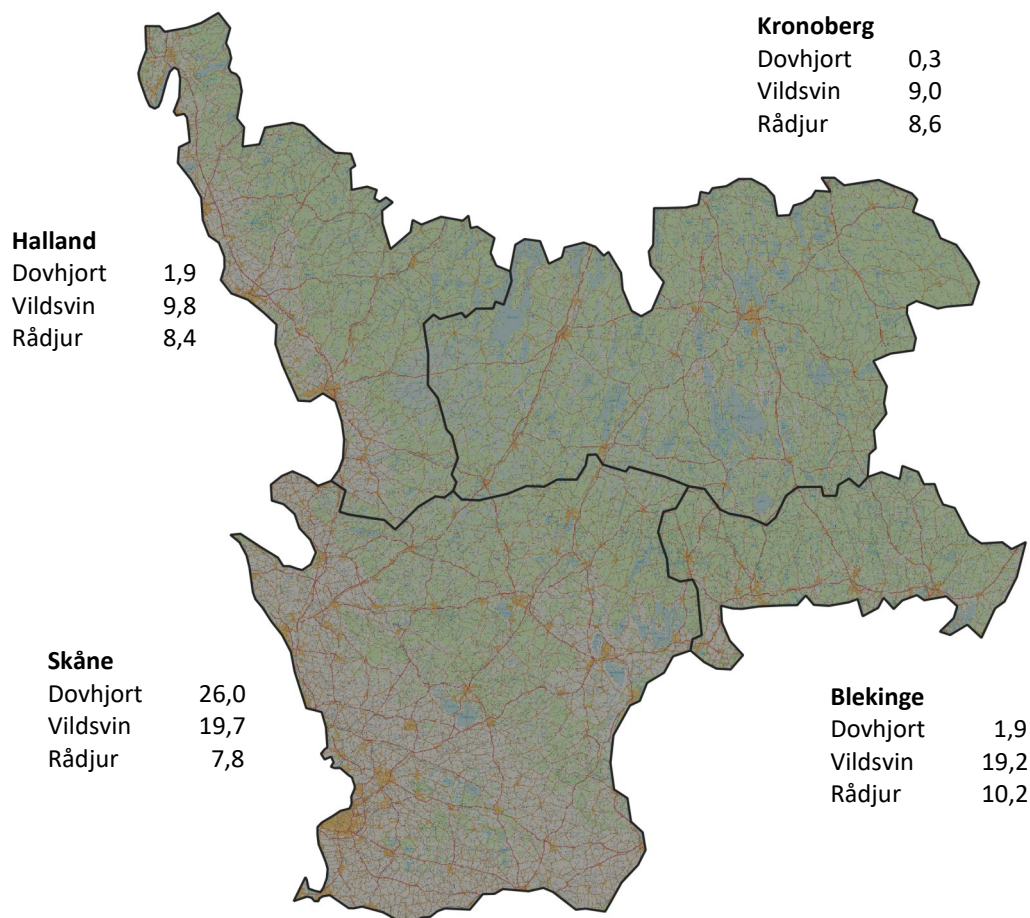 Kronoberg
Dovhjort 0,3
Vildsvin 9,0
Rådjur 8,6
Halland
Dovhjort 1,9
Vildsvin 9,8
Rådjur 8,4
Skåne
Dovhjort 26,0
Vildsvin 19,7
Rådjur 7,8
Blekinge
Dovhjort 1,9
Vildsvin 19,2
Rådjur 10,2